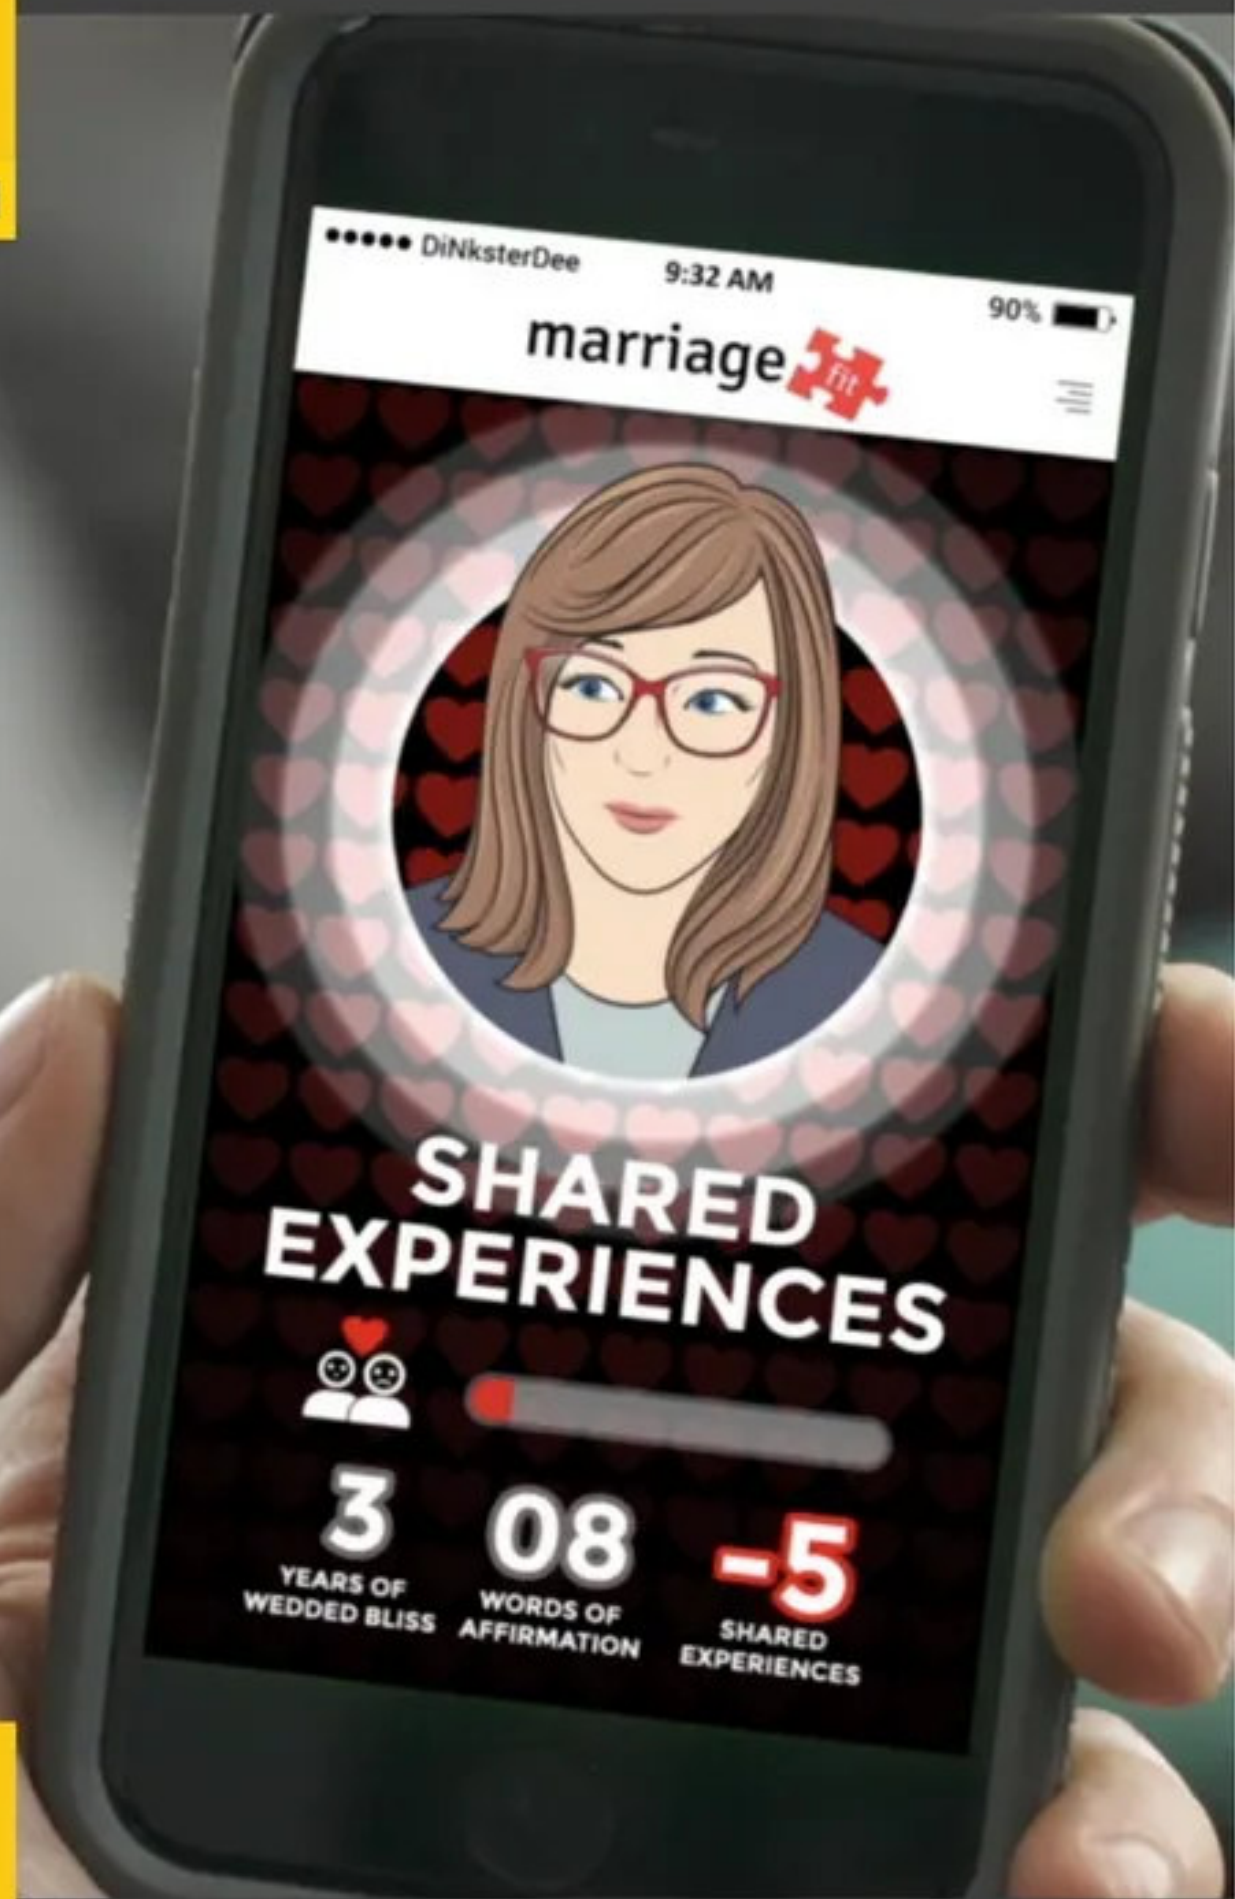 ●●●●● DiNksterDee 9:32 AM 90%
marriage fit
SHARED
EXPERIENCES
3 08 -5
YEARS OF
WEDDED BLISS
WORDS OF
AFFIRMATION
SHARED
EXPERIENCES